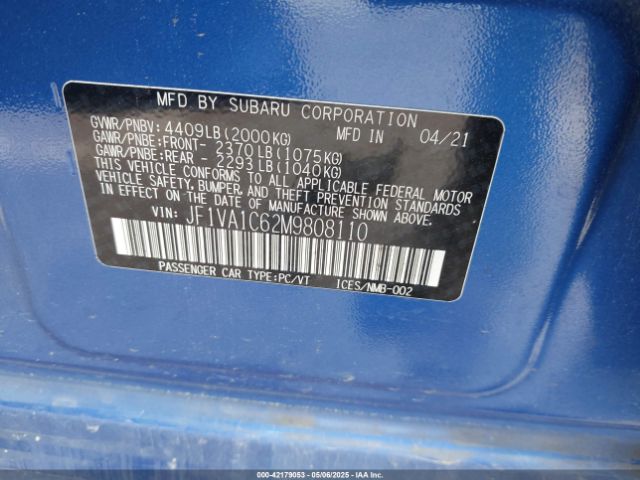 MFD BY SUBARU CORPORATION
GVWR/PNBV: 4409LB(2000KG) MFD IN 04/21
GAWR/PNBE:FRONT- 2370LB(1075KG)
GAWR/PNBE:REAR - 2293LB(1040KG)
THIS VEHICLE CONFORMS TO ALL APPLICABLE FEDERAL MOTOR
VEHICLE SAFETY, BUMPER, AND THEFT PREVENTION STANDARDS
IN EFFECT ON THE DATE OF MANUFACTURE SHOWN ABOVE.
VIN: JF1VA1C62M9808110
PASSENGER CAR TYPE:PC/VT ICES/NMB-002
000-42179053 - 05/06/2025 - COPYRIGHT IAA, LLC